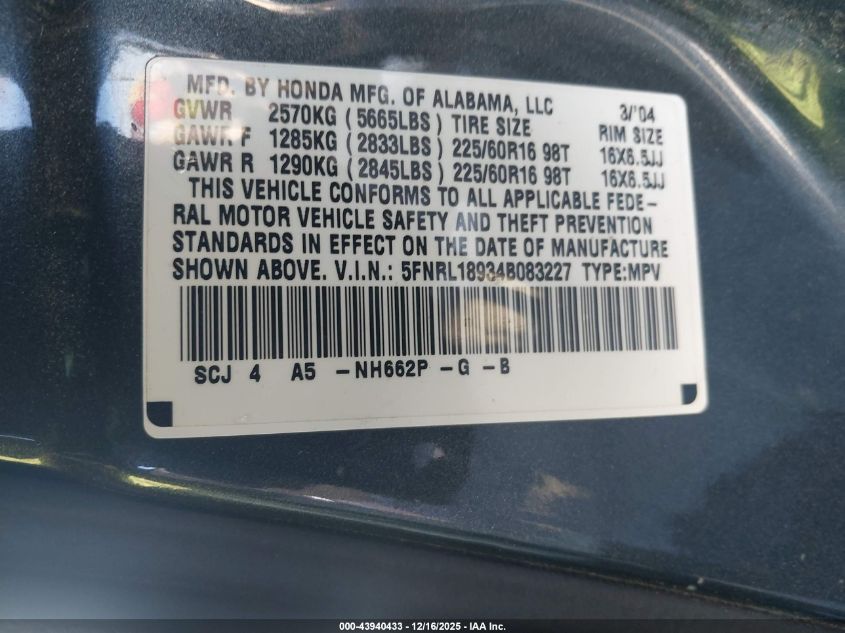 MFD. BY HONDA MFG. OF ALABAMA, LLC 3/'04
GVWR 2570KG (5665LBS) TIRE SIZE RIM SIZE
GAWR F 1285KG (2833LBS) 225/60R16 98T 16X6.5JJ
GAWR R 1290KG (2845LBS) 225/60R16 98T 16X6.5JJ
THIS VEHICLE CONFORMS TO ALL APPLICABLE FEDE-
RAL MOTOR VEHICLE SAFETY AND THEFT PREVENTION
STANDARDS IN EFFECT ON THE DATE OF MANUFACTURE
SHOWN ABOVE. V.I.N.: 5FNRL18934B083227 TYPE:MPV
SCJ 4 A5 -NH662P -G -B
000-43940433 - 12/16/2025 - IAA Inc.